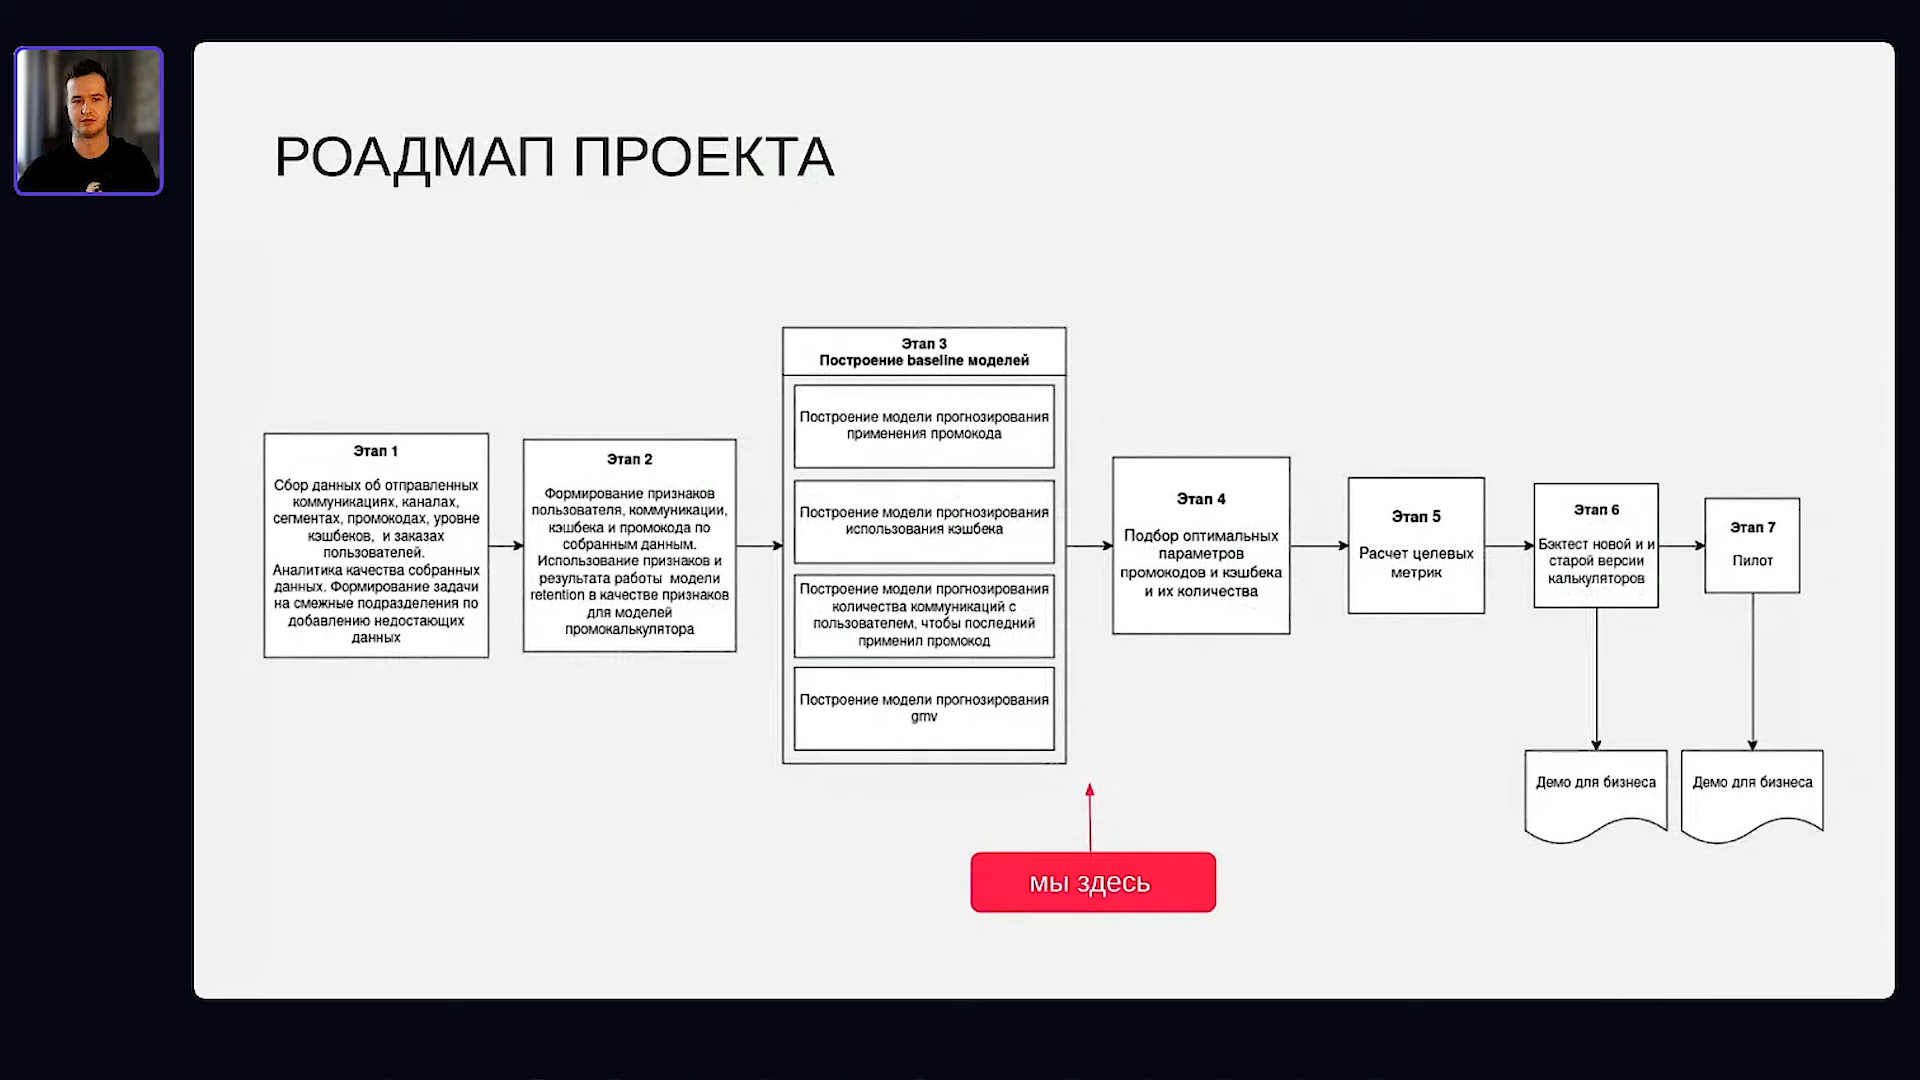 РОАДМАП ПРОЕКТА
Этап 1
Сбор данных об отправленных
коммуникациях, каналах,
сегментах, промокодах, уровне
кэшбеков, и заказах
пользователей.
Аналитика качества собранных
данных. Формирование задачи
на смежные подразделения по
добавлению недостающих
данных
Этап 2
Формирование признаков
пользователя, коммуникации,
кэшбека и промокода по
собранным данным.
Использование признаков и
результата работы модели
retention в качестве признаков
для моделей
промокалькулятора
Этап 3
Построение baseline моделей
Построение модели прогнозирования
применения промокода
Построение модели прогнозирования
использования кэшбека
Построение модели прогнозирования
количества коммуникаций с
пользователем, чтобы последний
применил промокод
Построение модели прогнозирования
gmv
Этап 4
Подбор оптимальных
параметров
промокодов и кэшбека
и их количества
Этап 5
Расчет целевых
метрик
Этап 6
Бэктест новой и и
старой версии
калькуляторов
Этап 7
Пилот
Демо для бизнеса
Демо для бизнеса
мы здесь